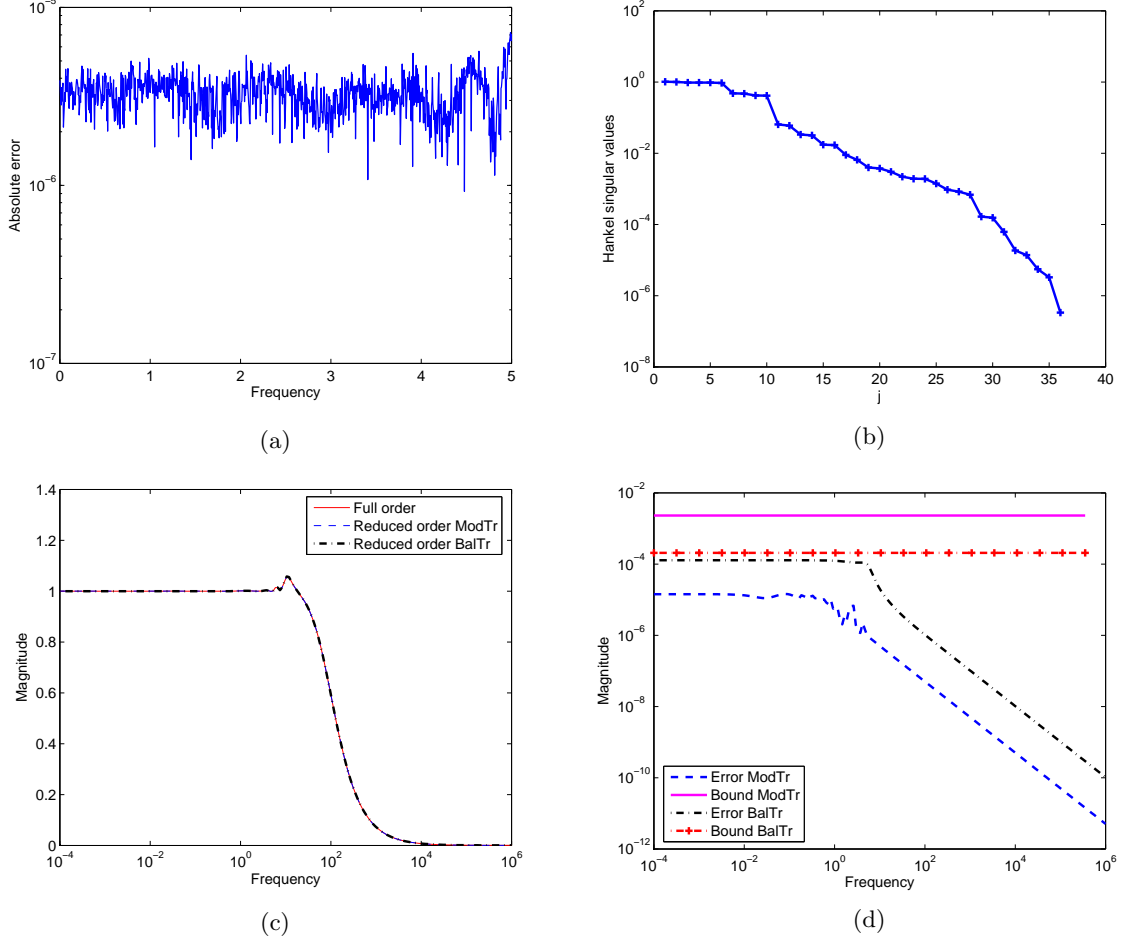 10^−5
10^−6
10^−7
Absolute error
0 1 2 3 4 5
Frequency
(a)
10^2
10^0
10^−2
10^−4
10^−6
10^−8
Hankel singular values
0 5 10 15 20 25 30 35 40
j
(b)
1.4
1.2
1
0.8
0.6
0.4
0.2
0
Magnitude
Full order
Reduced order ModTr
Reduced order BalTr
10^−4 10^−2 10^0 10^2 10^4 10^6
Frequency
(c)
10^−2
10^−4
10^−6
10^−8
10^−10
10^−12
Magnitude
Error ModTr
Bound ModTr
Error BalTr
Bound BalTr
10^−4 10^−2 10^0 10^2 10^4 10^6
Frequency
(d)